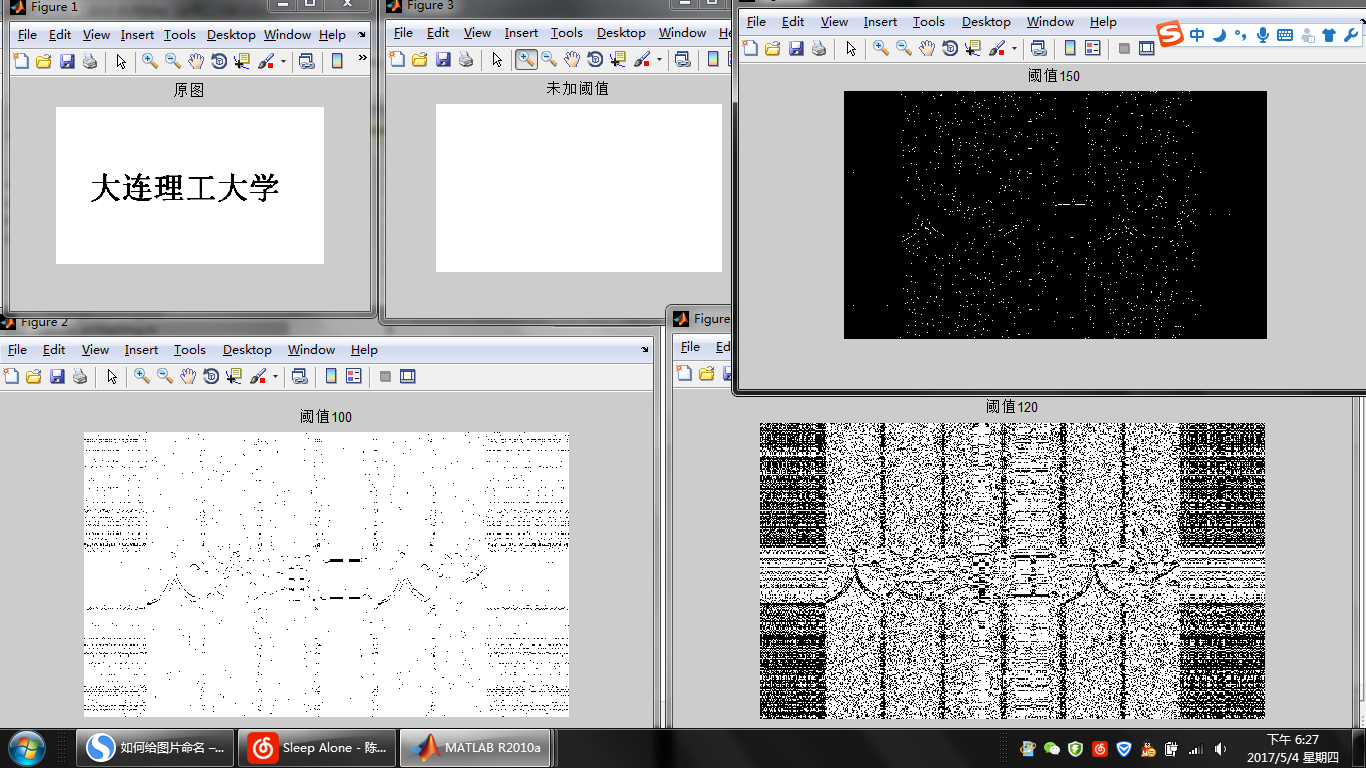 Figure 1
File Edit View Insert Tools Desktop Window Help
原图
大连理工大学
Figure 3
File Edit View Insert Tools Desktop Window
未加阈值
File Edit View Insert Tools Desktop Window Help
中
阈值150
Figure 2
File Edit View Insert Tools Desktop Window Help
阈值100
Figure
File
阈值120
如何给图片命名 –...
Sleep Alone - 陈...
MATLAB R2010a
下午 6:27
2017/5/4 星期四